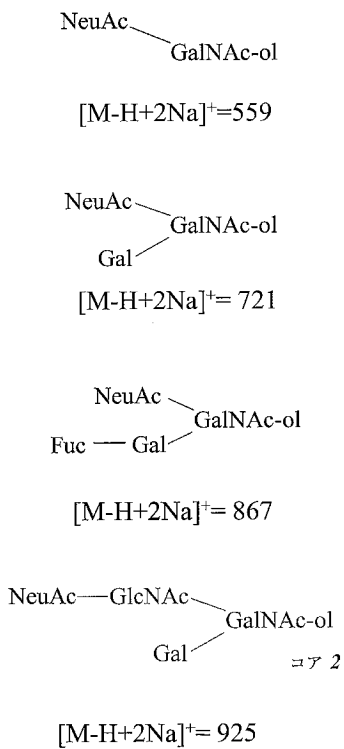 NeuAc
GalNAc-ol
[M-H+2Na]+=559
NeuAc
GalNAc-ol
Gal
[M-H+2Na]+= 721
NeuAc
GalNAc-ol
Fuc — Gal
[M-H+2Na]+= 867
NeuAc—GlcNAc
GalNAc-ol
Gal
コア 2
[M-H+2Na]+= 925